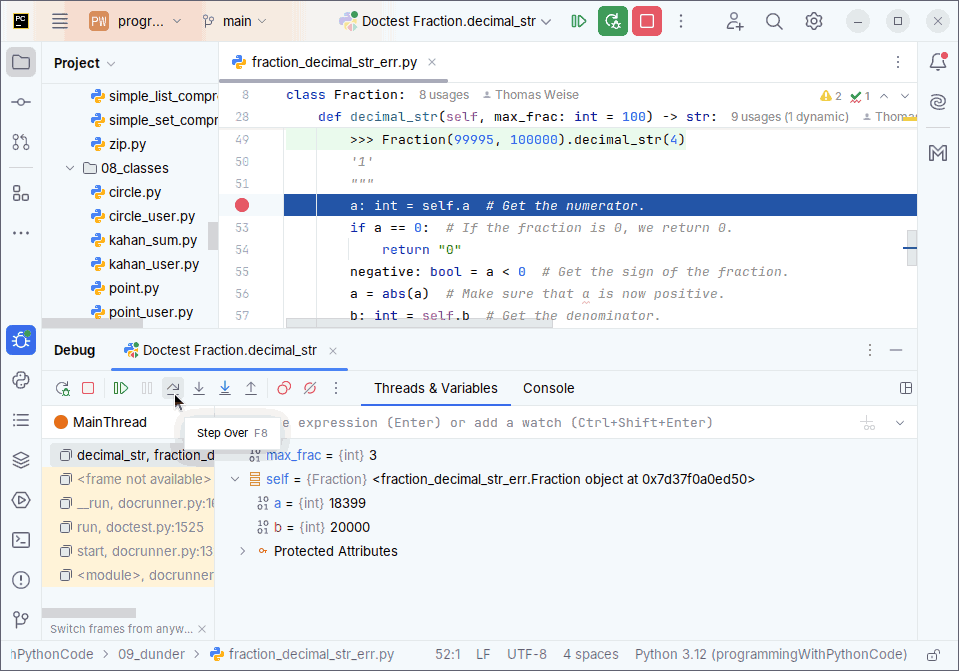 PC PW progr... main Doctest Fraction.decimal_str
Project
fraction_decimal_str_err.py
simple_list_compr
simple_set_compr
zip.py
08_classes
circle.py
circle_user.py
kahan_sum.py
kahan_user.py
point.py
point_user.py
8 class Fraction: 8 usages Thomas Weise 2 1
28 def decimal_str(self, max_frac: int = 100) -> str: 9 usages (1 dynamic) Thomas
49 >>> Fraction(99995, 100000).decimal_str(4)
50 '1'
51 """
a: int = self.a # Get the numerator.
53 if a == 0: # If the fraction is 0, we return 0.
54 return "0"
55 negative: bool = a < 0 # Get the sign of the fraction.
56 a = abs(a) # Make sure that a is now positive.
57 b: int = self.b # Get the denominator.
Debug Doctest Fraction.decimal_str
Threads & Variables Console
MainThread
e expression (Enter) or add a watch (Ctrl+Shift+Enter)
Step Over F8
decimal_str, fraction_d
<frame not available>
__run, docrunner.py:16
run, doctest.py:1525
start, docrunner.py:13
<module>, docrunner
max_frac = {int} 3
self = {Fraction} <fraction_decimal_str_err.Fraction object at 0x7d37f0a0ed50>
a = {int} 18399
b = {int} 20000
Protected Attributes
Switch frames from anyw...
hPythonCode > 09_dunder > fraction_decimal_str_err.py 52:1 LF UTF-8 4 spaces Python 3.12 (programmingWithPythonCode)